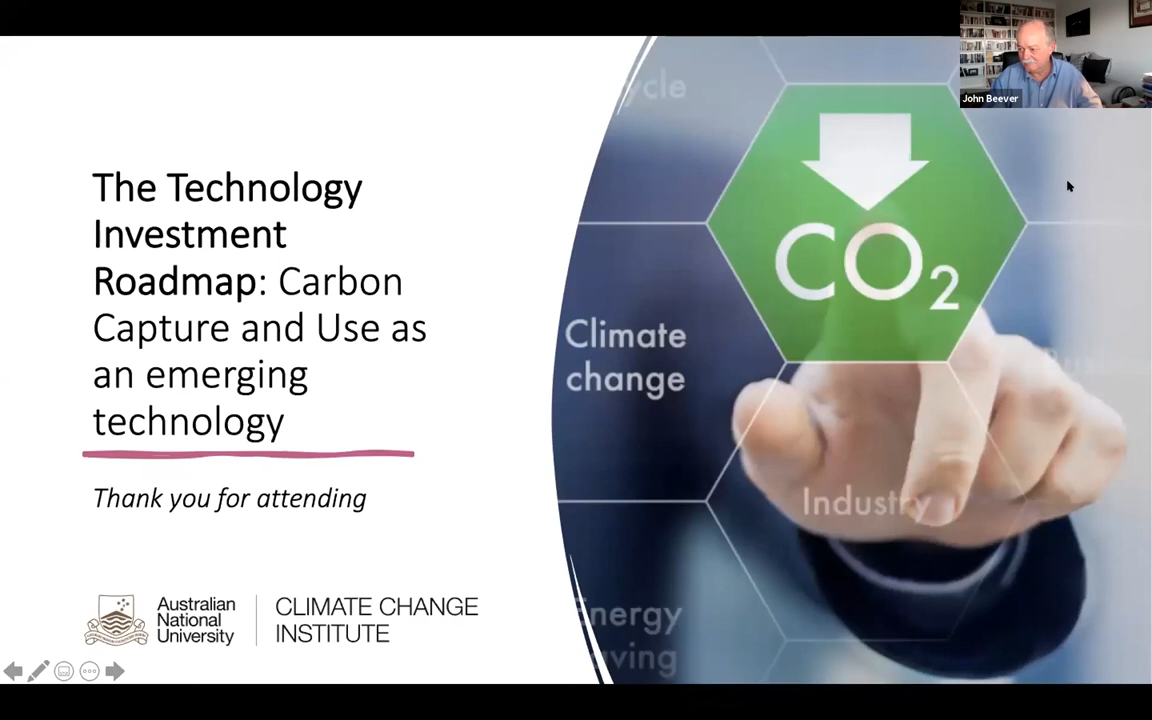 John Beever
The Technology
Investment
Roadmap: Carbon
Capture and Use as
an emerging
technology
Thank you for attending
Australian
National
University
CLIMATE CHANGE
INSTITUTE
CO₂
Climate
change
Industry
Energy